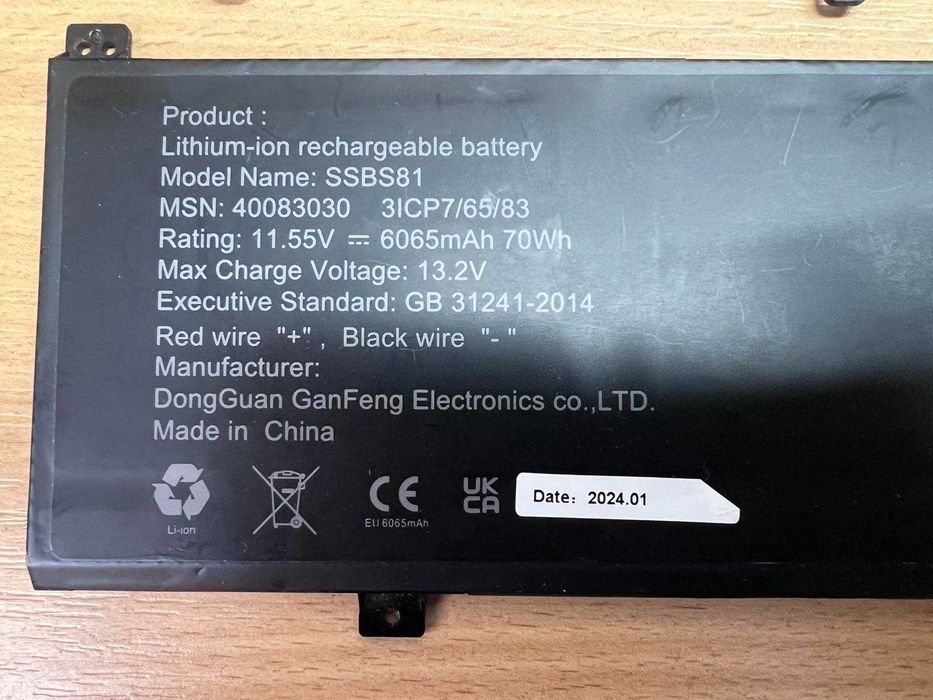 Product :
Lithium-ion rechargeable battery
Model Name: SSBS81
MSN: 40083030 3ICP7/65/83
Rating: 11.55V ⎓ 6065mAh 70Wh
Max Charge Voltage: 13.2V
Executive Standard: GB 31241-2014
Red wire "+" , Black wire "- "
Manufacturer:
DongGuan GanFeng Electronics co.,LTD.
Made in China
Li-ion
CE
EU 6065mAh
UK
CA
Date: 2024.01